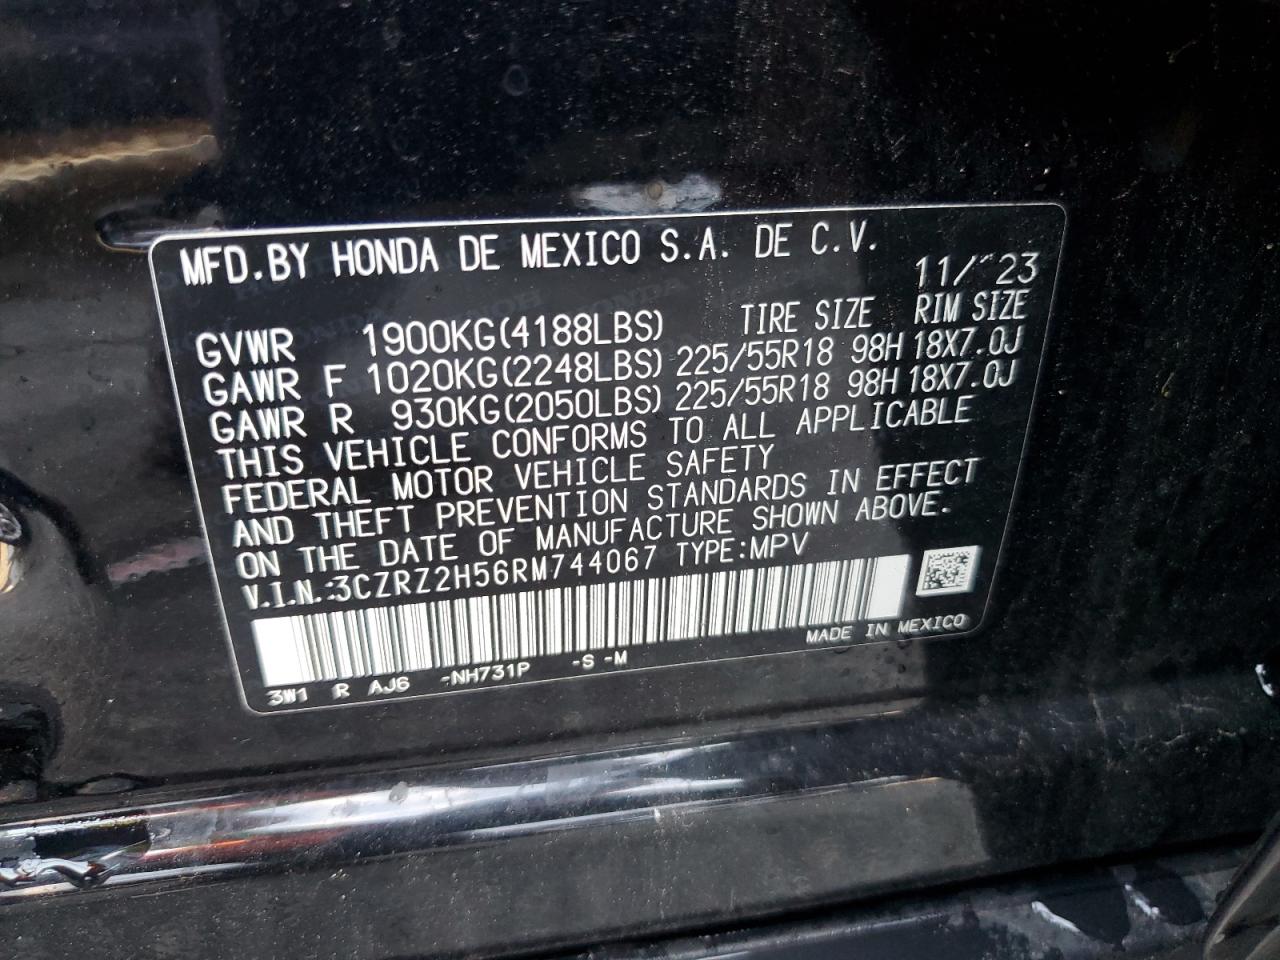 MFD.BY HONDA DE MEXICO S.A. DE C.V.
11/23
TIRE SIZE RIM SIZE
GVWR 1900KG(4188LBS)
GAWR F 1020KG(2248LBS) 225/55R18 98H 18X7.0J
GAWR R 930KG(2050LBS) 225/55R18 98H 18X7.0J
THIS VEHICLE CONFORMS TO ALL APPLICABLE
FEDERAL MOTOR VEHICLE SAFETY
AND THEFT PREVENTION STANDARDS IN EFFECT
ON THE DATE OF MANUFACTURE SHOWN ABOVE.
V.I.N.:3CZRZ2H56RM744067 TYPE:MPV
MADE IN MEXICO
3W1 R AJ6 -NH731P -S -M